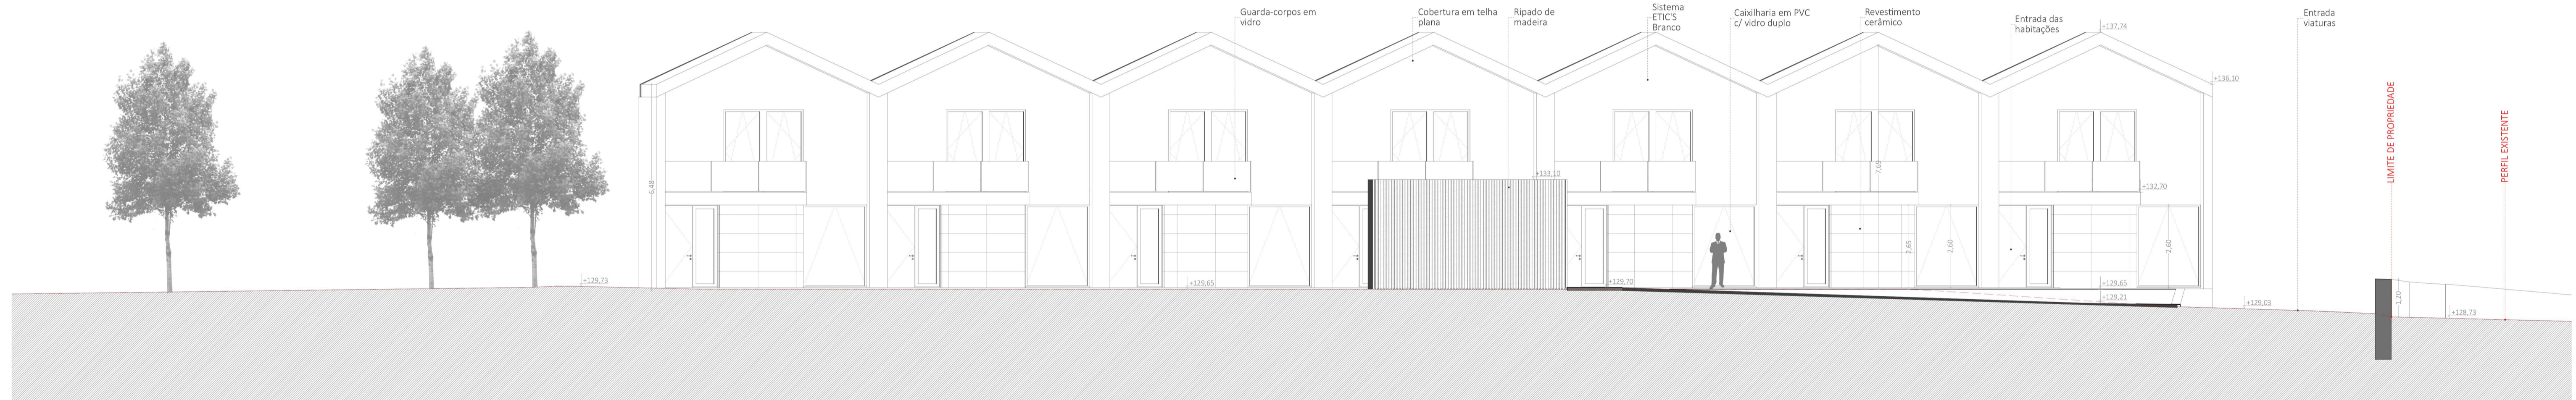 Guarda-corpos em
vidro
Cobertura em telha
plana
Ripado de
madeira
Sistema
ETIC'S
Branco
Caixilharia em PVC
c/ vidro duplo
Revestimento
cerâmico
Entrada das
habitações
+137,74
Entrada
viaturas
+136,10
LIMITE DE PROPRIEDADE
PERFIL EXISTENTE
6,48
7,69
+133,10
+132,70
2,65
2,60
2,60
+129,73
+129,65
+129,70
+129,65
+129,21
+129,03
1,20
+128,73